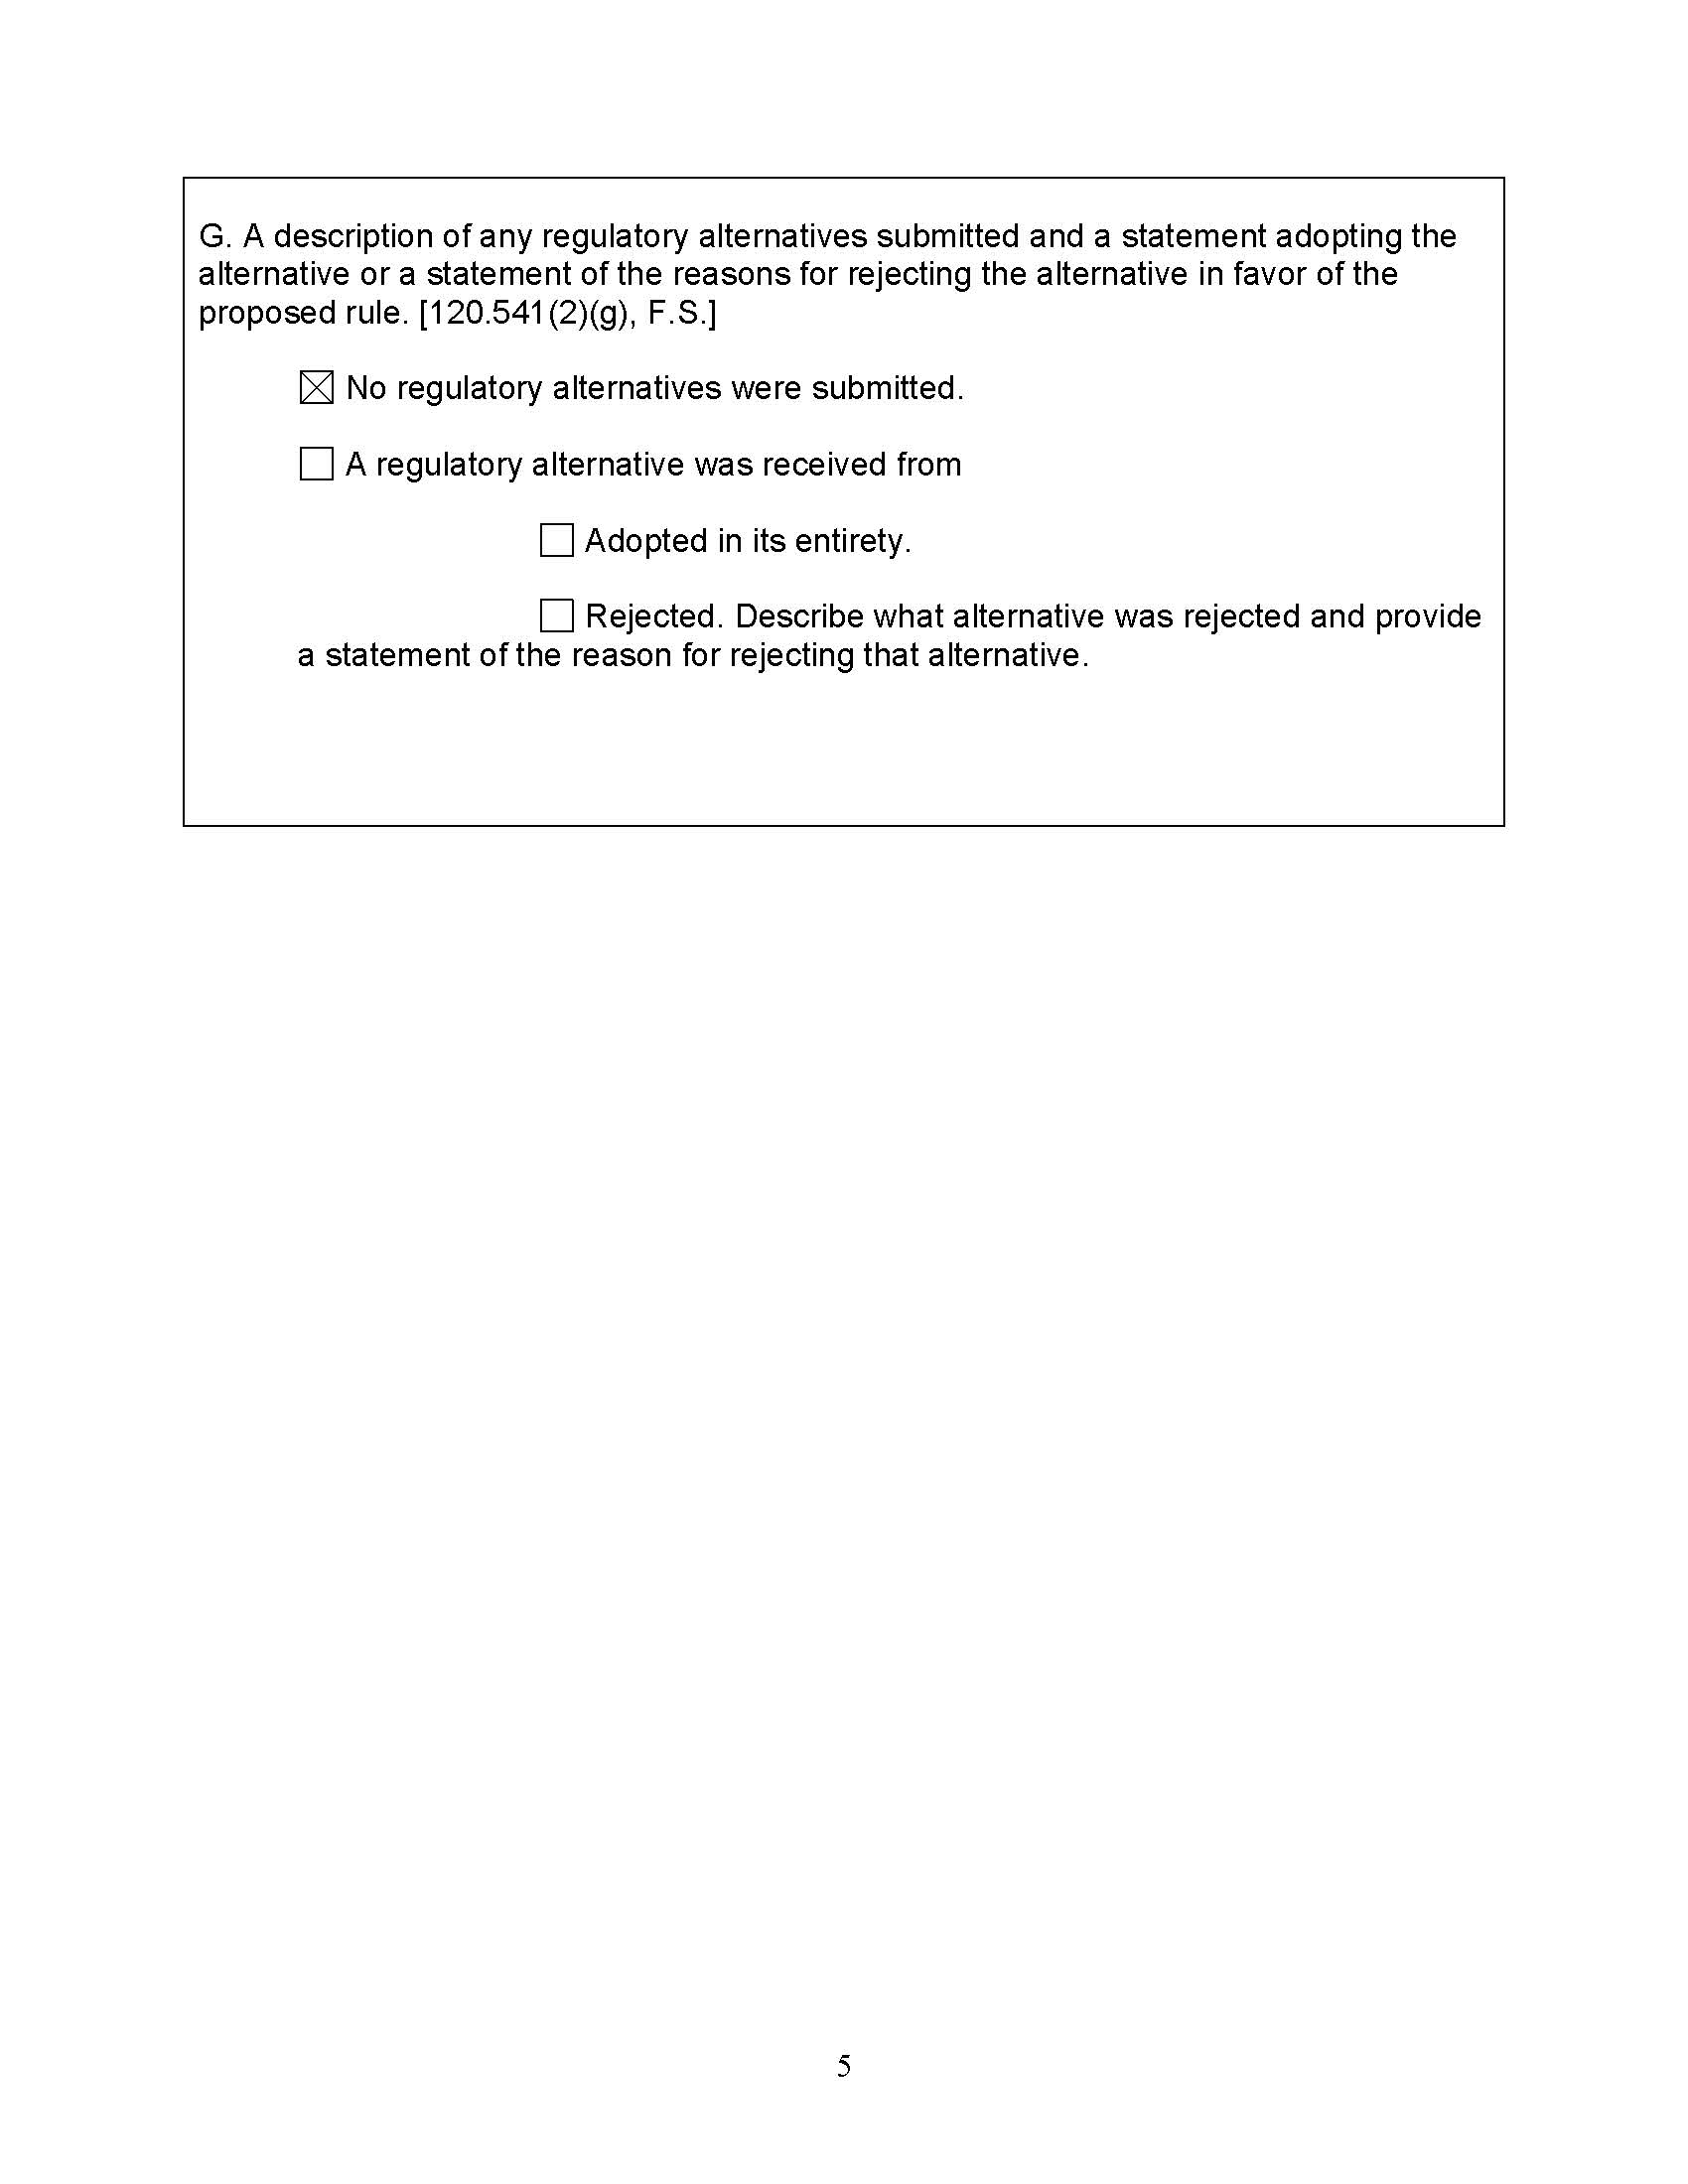 G. A description of any regulatory alternatives submitted and a statement adopting the
alternative or a statement of the reasons for rejecting the alternative in favor of the
proposed rule. [120.541(2)(g), F.S.]
☒ No regulatory alternatives were submitted.
☐ A regulatory alternative was received from
☐ Adopted in its entirety.
☐ Rejected. Describe what alternative was rejected and provide
a statement of the reason for rejecting that alternative.
5